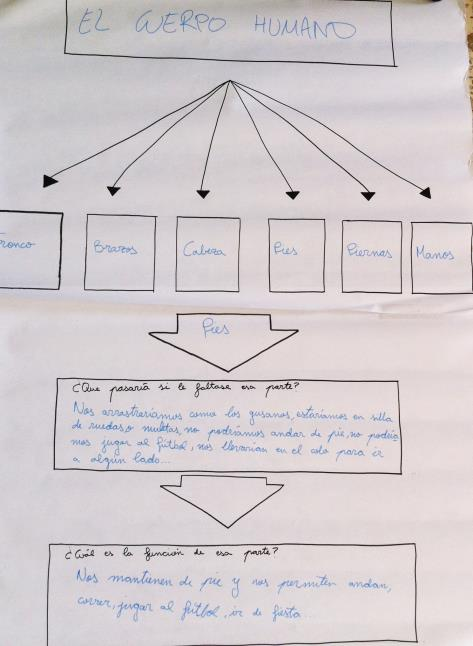 EL CUERPO HUMANO
Tronco
Brazos
Cabeza
Pies
Piernas
Manos
Pies
¿Que pasaría si le faltase esa parte?
Nos arrastraríamos como los gusanos, estaríamos en silla
de ruedas o muletas, no podríamos andar de pie, no podría
mos jugar al fútbol, nos llevarían en el cole para ir
a algún lado...
¿Cuál es la función de esa parte?
Nos mantienen de pie y nos permiten andar,
correr, jugar al fútbol, ir de fiesta...